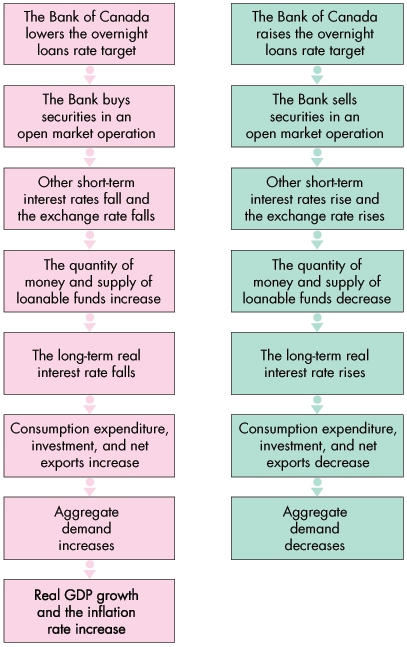 The Bank of Canada
lowers the overnight
loans rate target
The Bank buys
securities in an
open market operation
Other short-term
interest rates fall and
the exchange rate falls
The quantity of
money and supply of
loanable funds increase
The long-term real
interest rate falls
Consumption expenditure,
investment, and net
exports increase
Aggregate
demand
increases
Real GDP growth
and the inflation
rate increase
The Bank of Canada
raises the overnight
loans rate target
The Bank sells
securities in an
open market operation
Other short-term
interest rates rise and
the exchange rate rises
The quantity of
money and supply of
loanable funds decrease
The long-term real
interest rate rises
Consumption expenditure,
investment, and net
exports decrease
Aggregate
demand
decreases